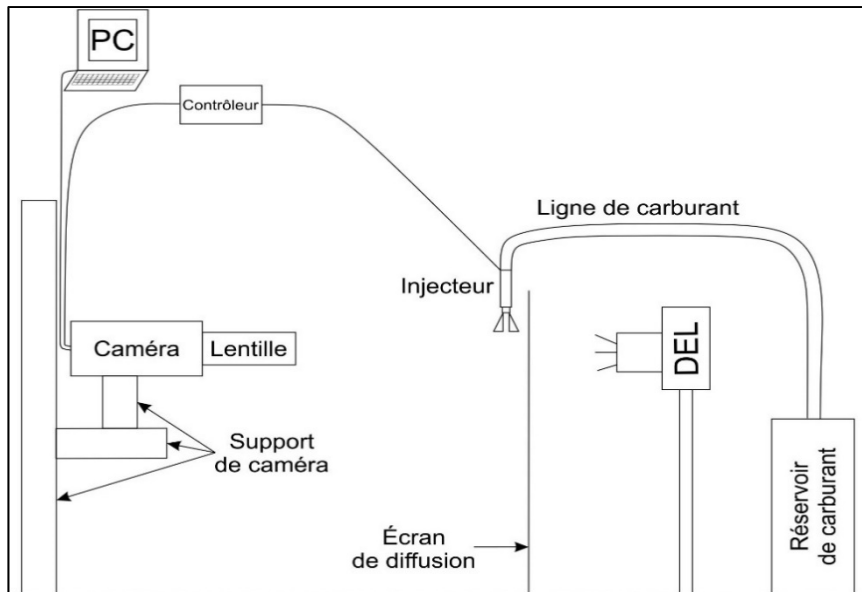 PC
Contrôleur
Ligne de carburant
Injecteur
Caméra
Lentille
DEL
Support
de caméra
Écran
de diffusion
Réservoir
de carburant